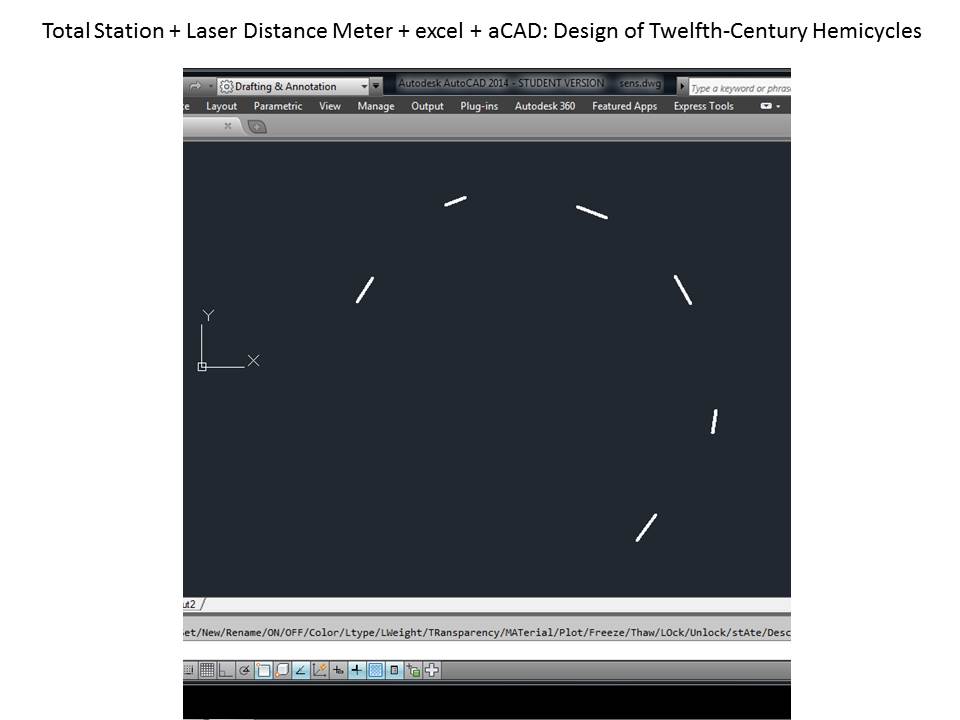 Total Station + Laser Distance Meter + excel + aCAD: Design of Twelfth-Century Hemicycles
Drafting & Annotation
Autodesk AutoCAD 2014 - STUDENT VERSION sens.dwg
Type a keyword or phras
te Layout Parametric View Manage Output Plug-ins Autodesk 360 Featured Apps Express Tools
Y
X
ut2
et/New/Rename/ON/OFF/Color/Ltype/LWeight/TRansparency/MATerial/Plot/Freeze/Thaw/LOck/Unlock/stAte/Desc